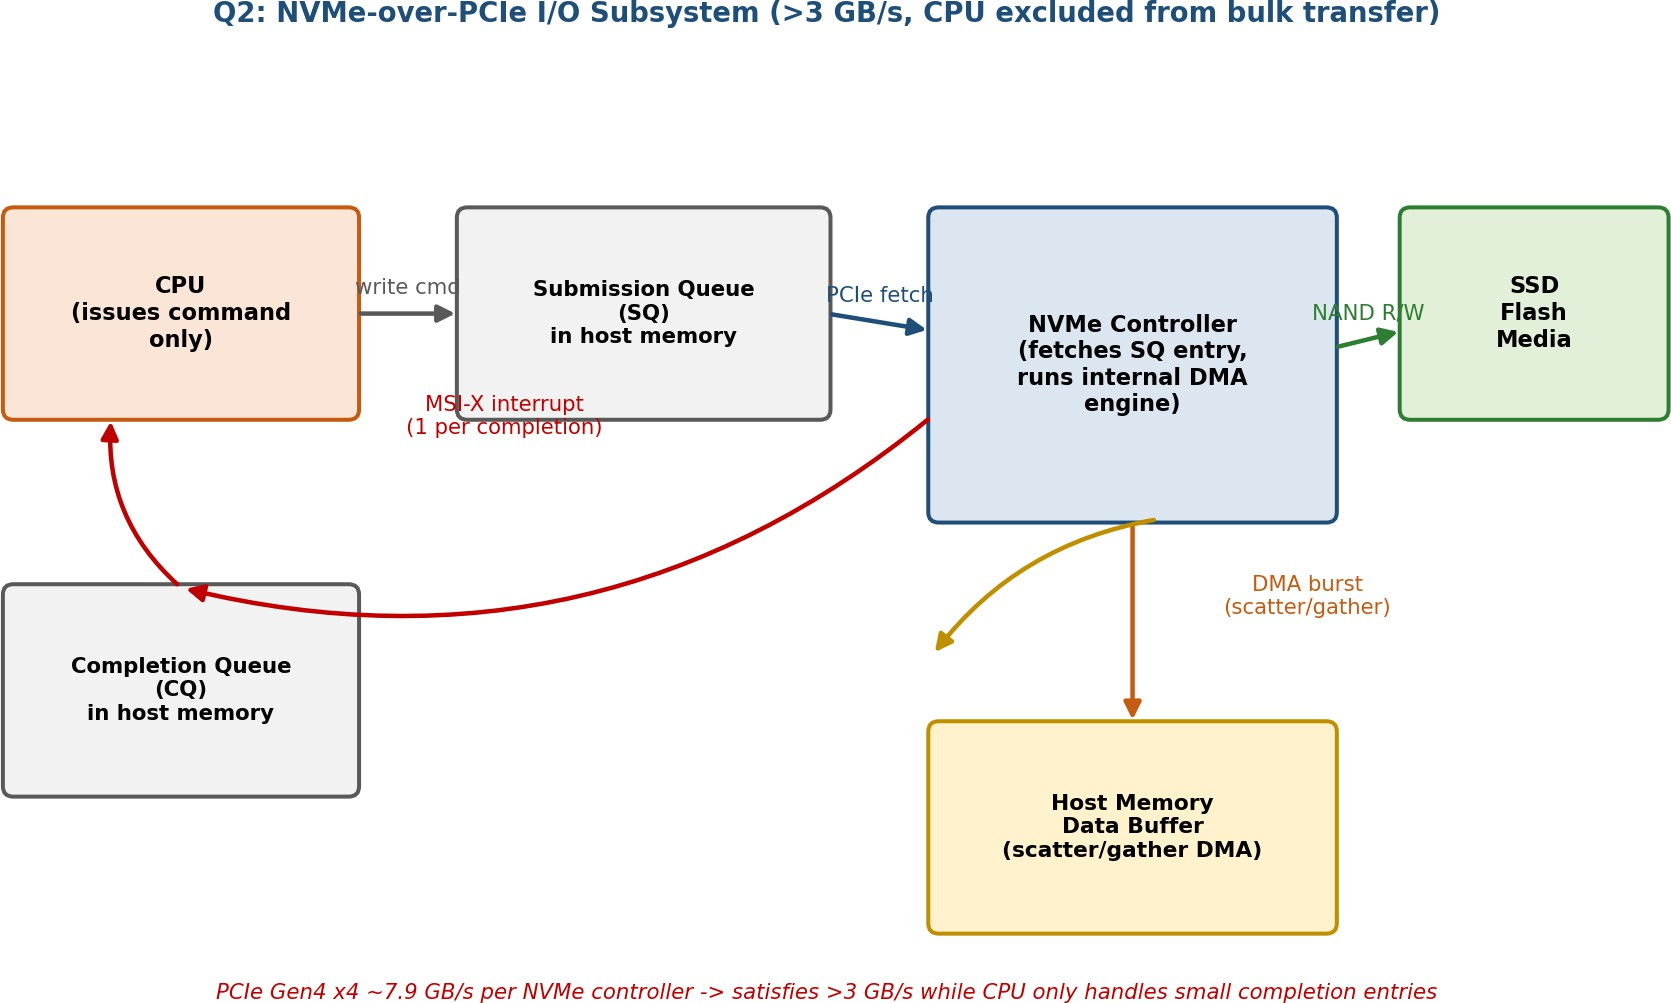 Q2: NVMe-over-PCIe I/O Subsystem (>3 GB/s, CPU excluded from bulk transfer)
CPU
(issues command
only)
write cmd
Submission Queue
(SQ)
in host memory
PCIe fetch
NVMe Controller
(fetches SQ entry,
runs internal DMA
engine)
NAND R/W
SSD
Flash
Media
MSI-X interrupt
(1 per completion)
DMA burst
(scatter/gather)
Completion Queue
(CQ)
in host memory
Host Memory
Data Buffer
(scatter/gather DMA)
PCIe Gen4 x4 ~7.9 GB/s per NVMe controller -> satisfies >3 GB/s while CPU only handles small completion entries